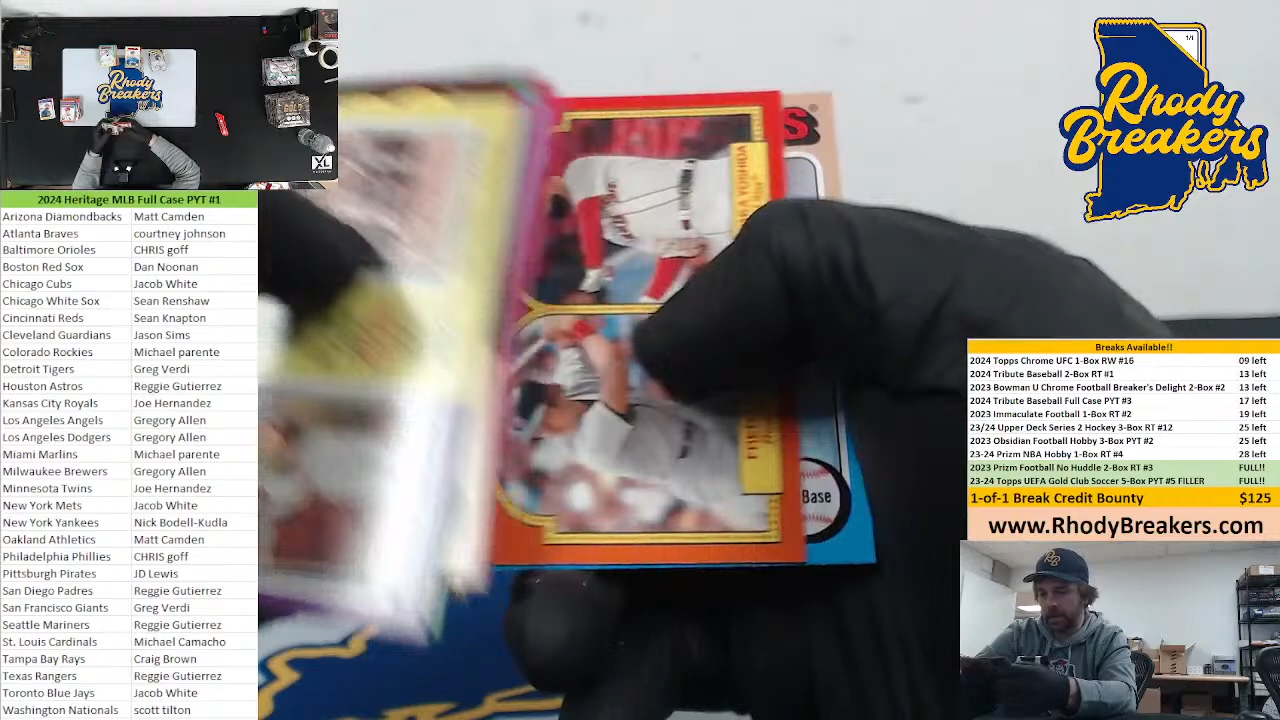 Rhody
Breakers
XL
2024 Heritage MLB Full Case PYT #1
Arizona Diamondbacks Matt Camden
Atlanta Braves courtney johnson
Baltimore Orioles CHRIS goff
Boston Red Sox Dan Noonan
Chicago Cubs Jacob White
Chicago White Sox Sean Renshaw
Cincinnati Reds Sean Knapton
Cleveland Guardians Jason Sims
Colorado Rockies Michael parente
Detroit Tigers Greg Verdi
Houston Astros Reggie Gutierrez
Kansas City Royals Joe Hernandez
Los Angeles Angels Gregory Allen
Los Angeles Dodgers Gregory Allen
Miami Marlins Michael parente
Milwaukee Brewers Gregory Allen
Minnesota Twins Joe Hernandez
New York Mets Jacob White
New York Yankees Nick Bodell-Kudla
Oakland Athletics Matt Camden
Philadelphia Phillies CHRIS goff
Pittsburgh Pirates JD Lewis
San Diego Padres Reggie Gutierrez
San Francisco Giants Greg Verdi
Seattle Mariners Reggie Gutierrez
St. Louis Cardinals Michael Camacho
Tampa Bay Rays Craig Brown
Texas Rangers Reggie Gutierrez
Toronto Blue Jays Jacob White
Washington Nationals scott tilton
YOSHIDA
Base
1/1
Rhody
Breakers
Breaks Available!!
2024 Topps Chrome UFC 1-Box RW #16 09 left
2024 Tribute Baseball 2-Box RT #1 13 left
2023 Bowman U Chrome Football Breaker's Delight 2-Box #2 13 left
2024 Tribute Baseball Full Case PYT #3 17 left
2023 Immaculate Football 1-Box RT #2 19 left
23/24 Upper Deck Series 2 Hockey 3-Box RT #12 25 left
2023 Obsidian Football Hobby 3-Box PYT #2 25 left
23-24 Prizm NBA Hobby 1-Box RT #4 28 left
2023 Prizm Football No Huddle 2-Box RT #3 FULL!!
23-24 Topps UEFA Gold Club Soccer 5-Box PYT #5 FILLER FULL!!
1-of-1 Break Credit Bounty $125
www.RhodyBreakers.com
RB